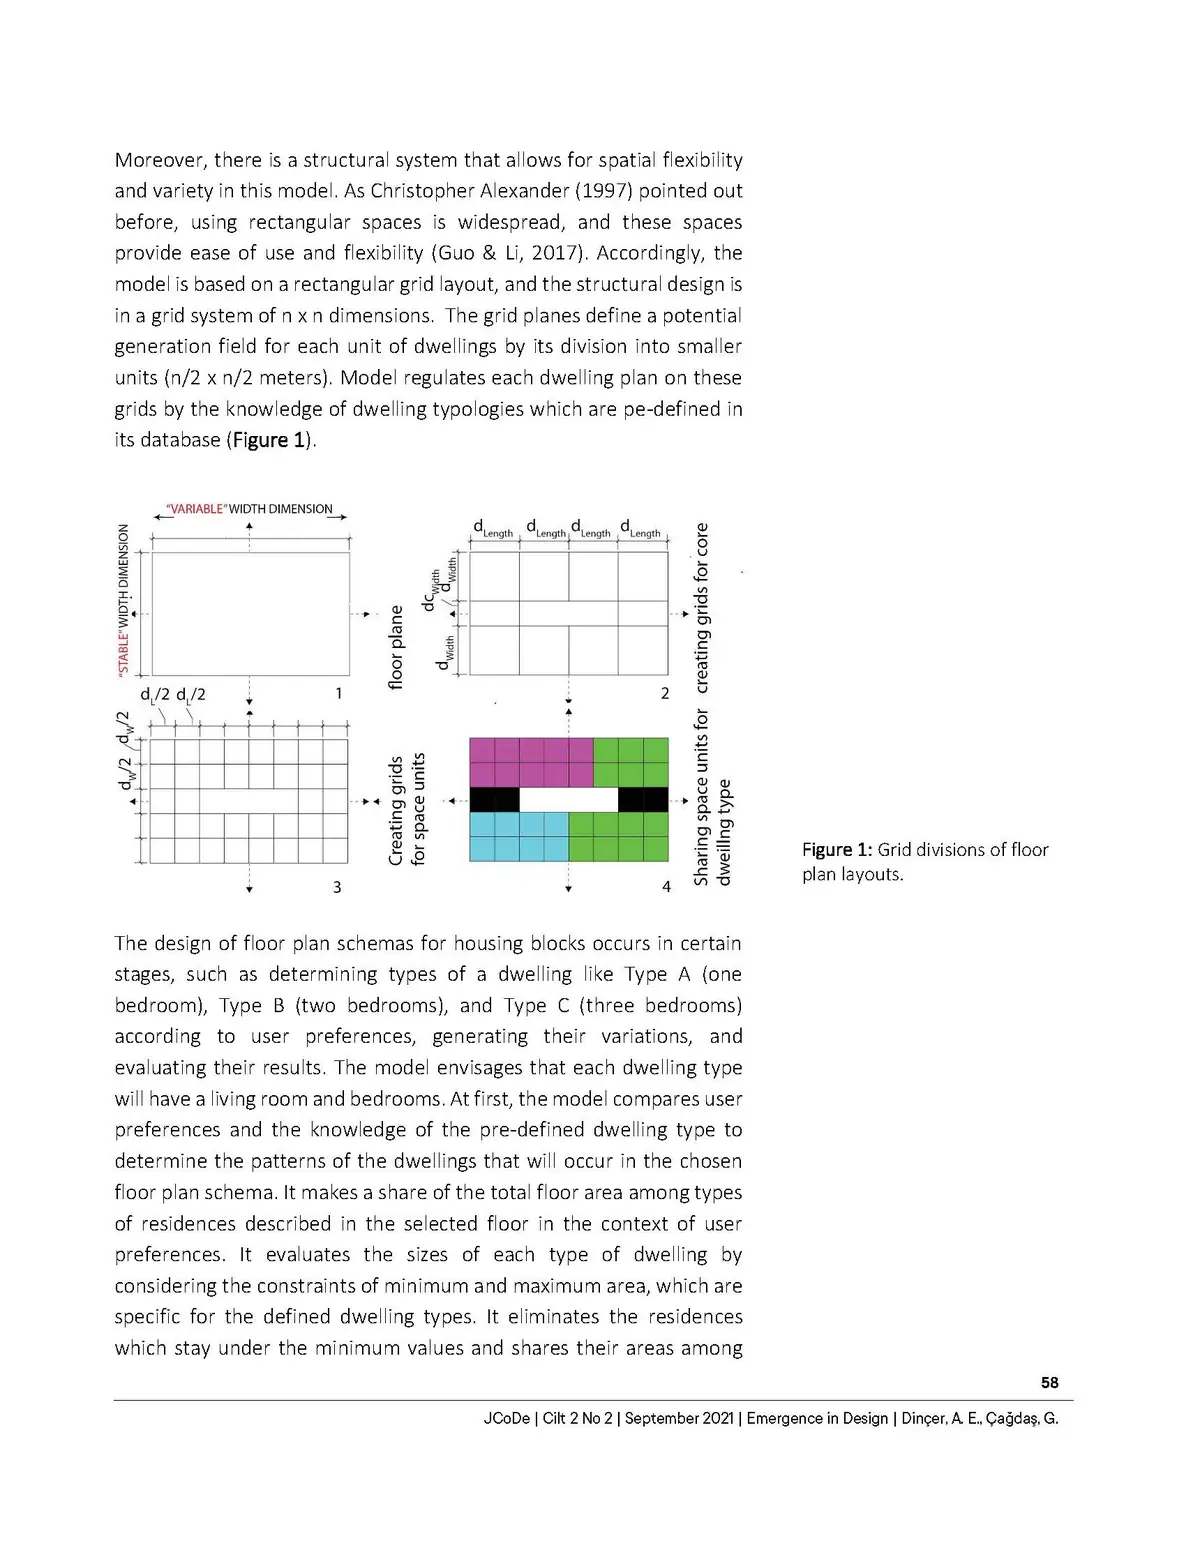 Moreover, there is a structural system that allows for spatial flexibility
and variety in this model. As Christopher Alexander (1997) pointed out
before, using rectangular spaces is widespread, and these spaces
provide ease of use and flexibility (Guo & Li, 2017). Accordingly, the
model is based on a rectangular grid layout, and the structural design is
in a grid system of n x n dimensions. The grid planes define a potential
generation field for each unit of dwellings by its division into smaller
units (n/2 x n/2 meters). Model regulates each dwelling plan on these
grids by the knowledge of dwelling typologies which are pe-defined in
its database (Figure 1).
"VARIABLE" WIDTH DIMENSION
"STABLE" WIDTH DIMENSION
floor plane
1
dLength dLength dLength dLength
dWidth
dcWidth
dWidth
creating grids for core
2
dL/2 dL/2
dW/2
dW/2
Creating grids
for space units
3
Sharing space units for
dweillng type
4
Figure 1: Grid divisions of floor
plan layouts.
The design of floor plan schemas for housing blocks occurs in certain
stages, such as determining types of a dwelling like Type A (one
bedroom), Type B (two bedrooms), and Type C (three bedrooms)
according to user preferences, generating their variations, and
evaluating their results. The model envisages that each dwelling type
will have a living room and bedrooms. At first, the model compares user
preferences and the knowledge of the pre-defined dwelling type to
determine the patterns of the dwellings that will occur in the chosen
floor plan schema. It makes a share of the total floor area among types
of residences described in the selected floor in the context of user
preferences. It evaluates the sizes of each type of dwelling by
considering the constraints of minimum and maximum area, which are
specific for the defined dwelling types. It eliminates the residences
which stay under the minimum values and shares their areas among
58
JCoDe | Cilt 2 No 2 | September 2021 | Emergence in Design | Dinçer, A. E., Çağdaş, G.